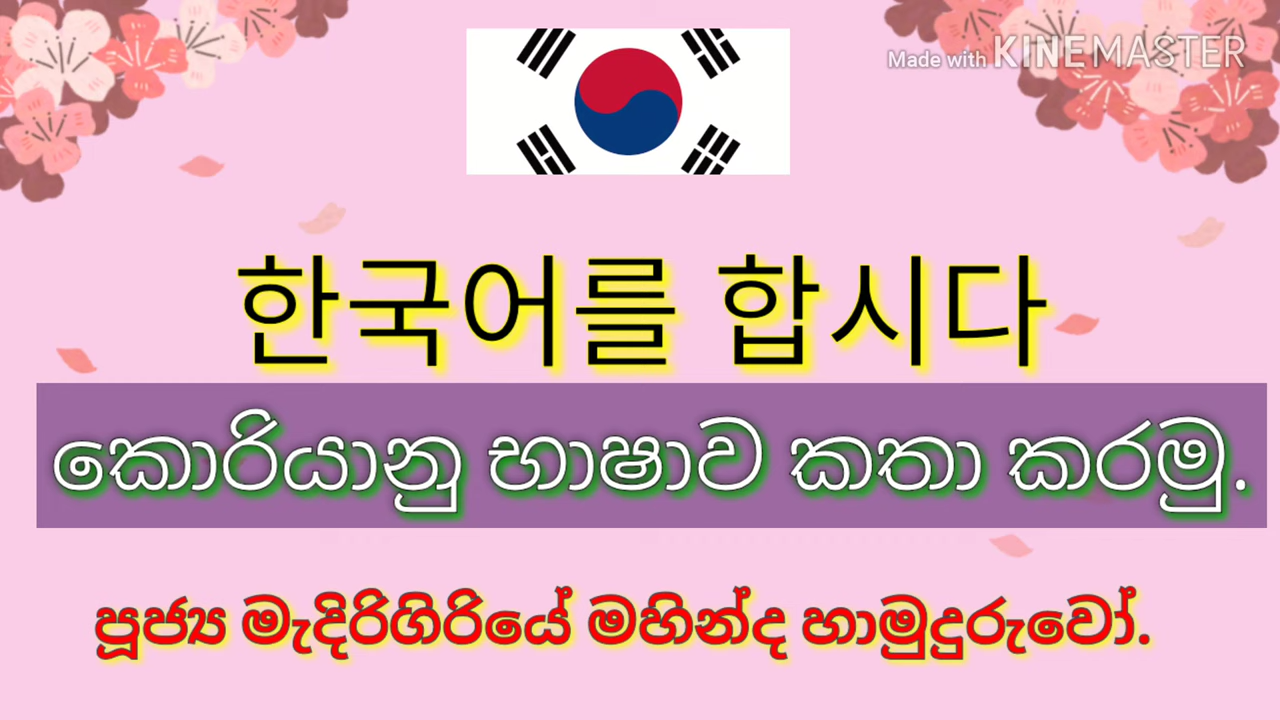 Made with KINEMASTER
한국어를 합시다
කොරියානු භාෂාව කතා කරමු.
පූජ්‍ය මැදිරිගිරියේ මහින්ද හාමුදුරුවෝ.